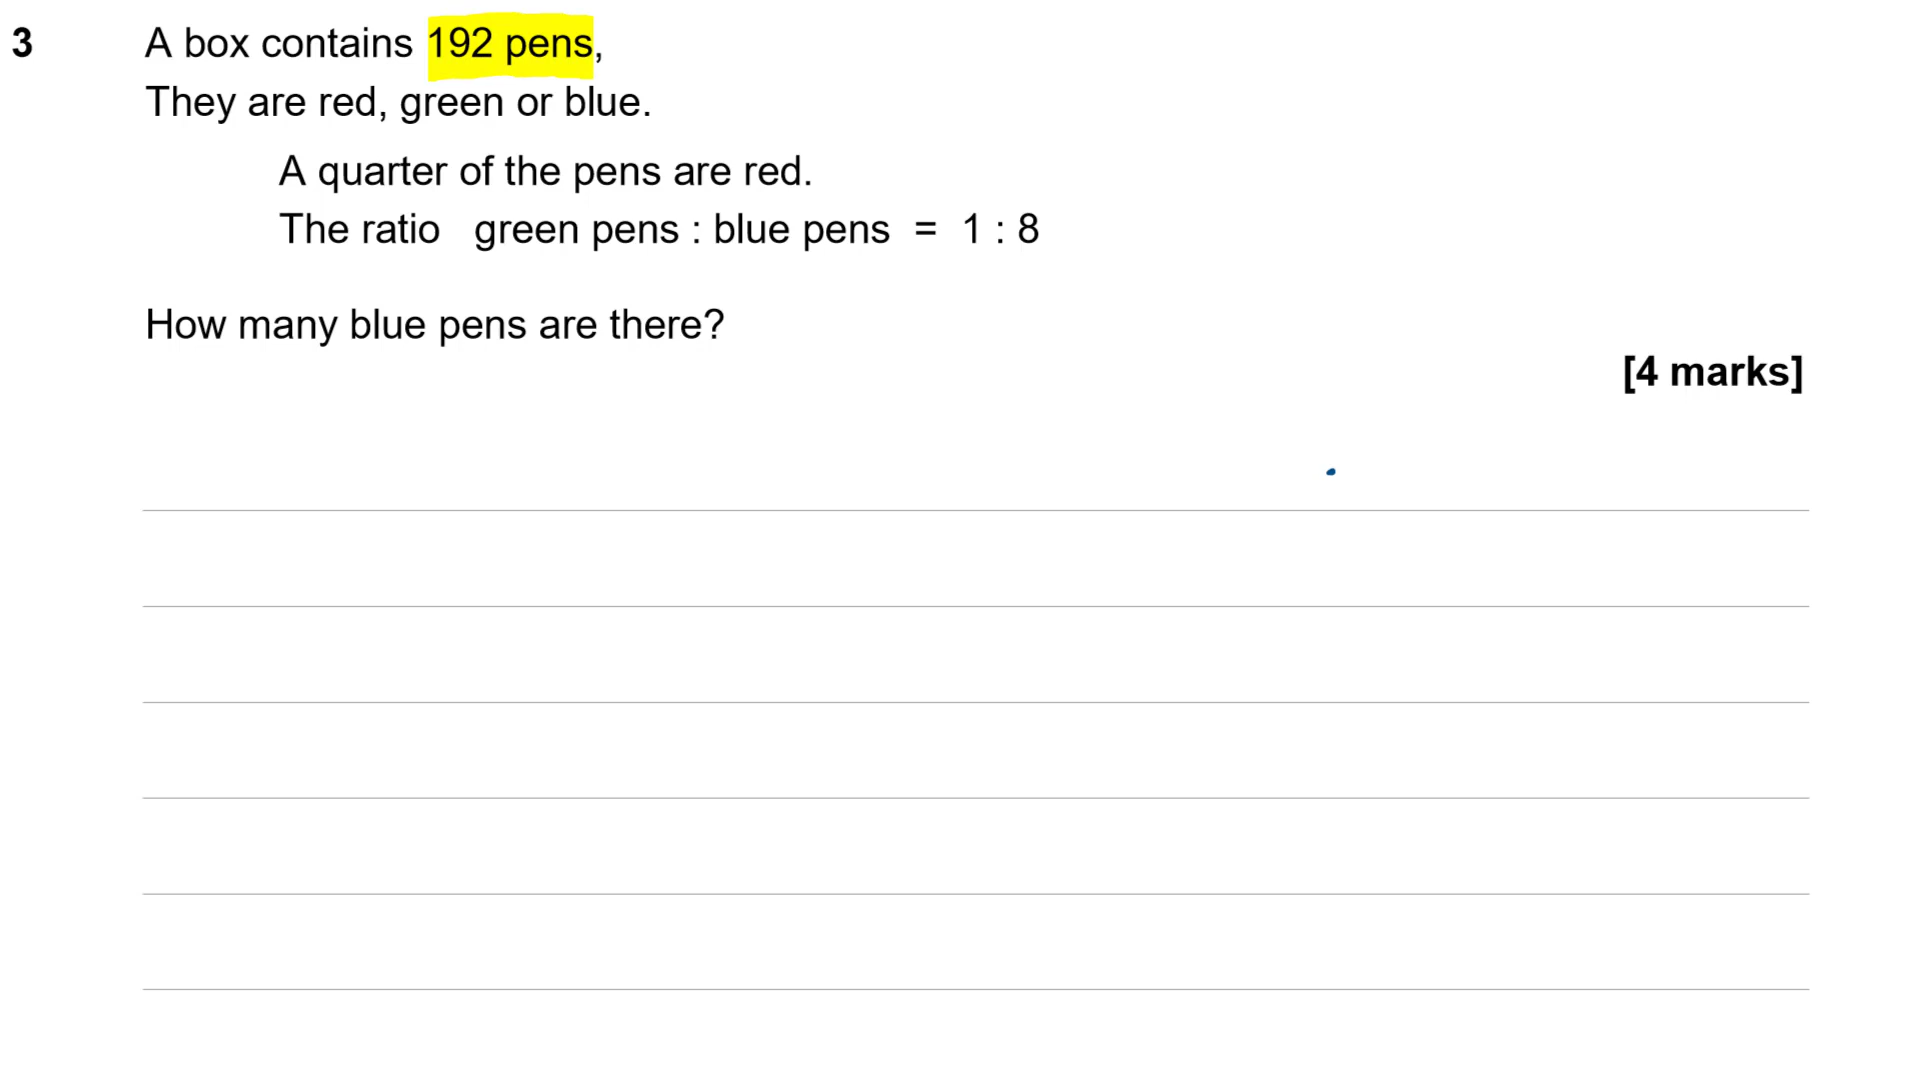 3 A box contains 192 pens,
They are red, green or blue.
A quarter of the pens are red.
The ratio green pens : blue pens = 1 : 8
How many blue pens are there?
[4 marks]